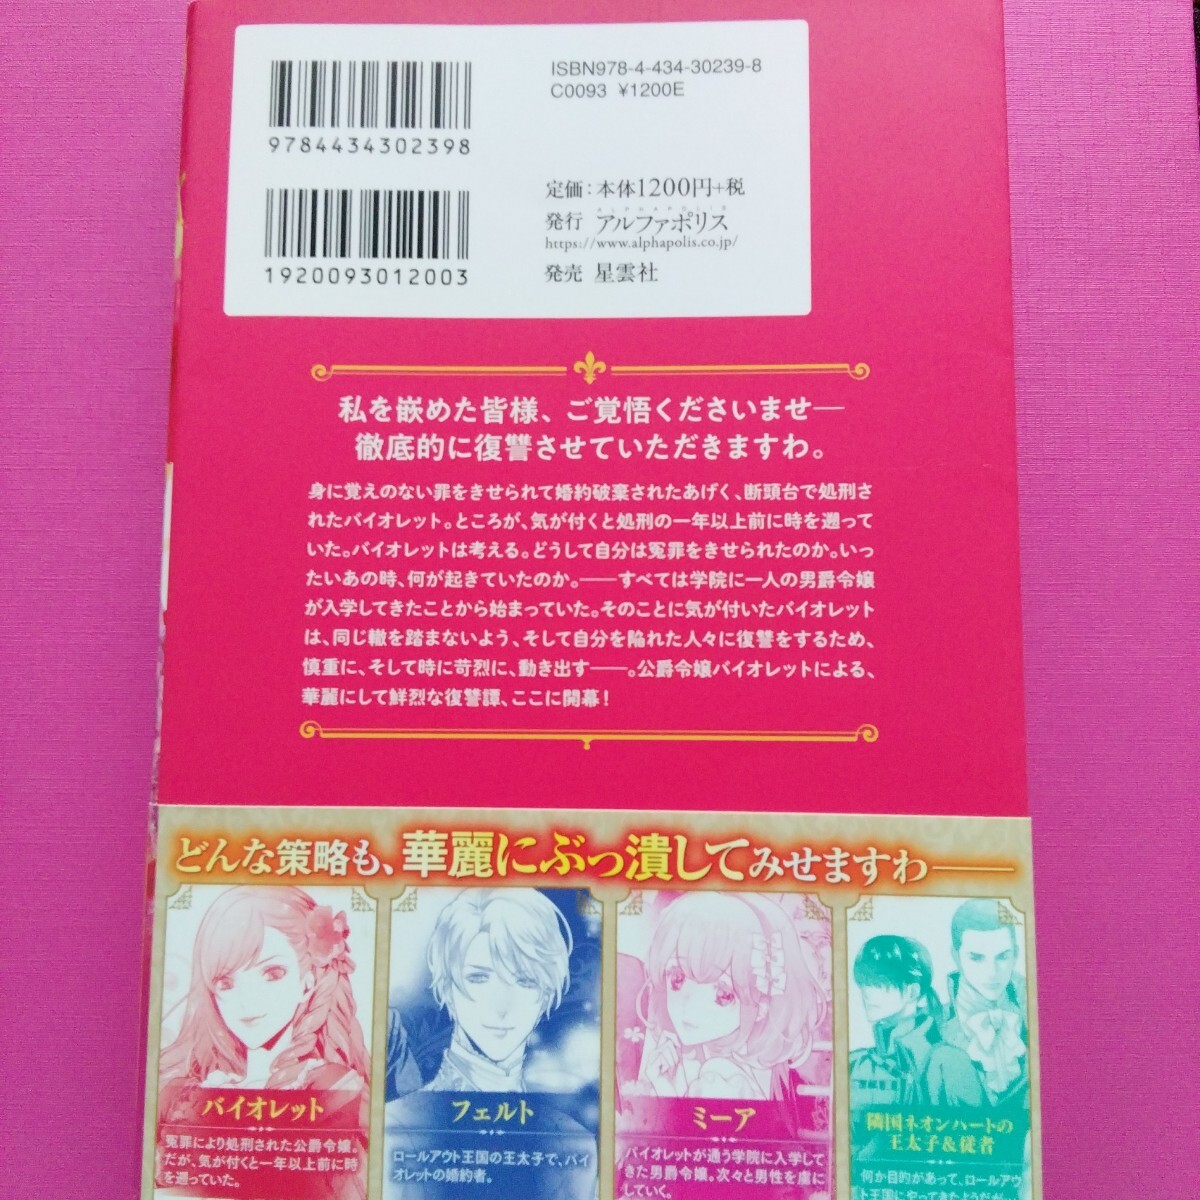 ISBN978-4-434-30239-8
C0093 ¥1200E
9784434302398
1920093012003
定価:本体1200円+税
ALPHAPOLIS
発行 アルファポリス
https://www.alphapolis.co.jp/
発売 星雲社
私を嵌めた皆様、ご覚悟くださいませ―
徹底的に復讐させていただきますわ。
身に覚えのない罪をきせられて婚約破棄されたあげく、断頭台で処刑さ
れたバイオレット。ところが、気が付くと処刑の一年以上前に時を遡って
いた。バイオレットは考える。どうして自分は冤罪をきせられたのか。いっ
たいあの時、何が起きていたのか。――すべては学院に一人の男爵令嬢
が入学してきたことから始まっていた。そのことに気が付いたバイオレット
は、同じ轍を踏まないよう、そして自分を陥れた人々に復讐をするため、
慎重に、そして時に苛烈に、動き出す――。公爵令嬢バイオレットによる、
華麗にして鮮烈な復讐譚、ここに開幕！
どんな策略も、華麗にぶっ潰してみせますわ――
バイオレット
冤罪により処刑された公爵令嬢。
だが、気が付くと一年以上前に時
を遡っていた。
フェルト
ロールアウト王国の王太子で、バイ
オレットの婚約者。
ミーア
バイオレットが通う学院に入学し
てきた男爵令嬢。次々と男性を虜に
していく。
隣国ネオンハートの
王太子&従者
何か目的があって、ロールアウ
ト王国にやってきたようだが